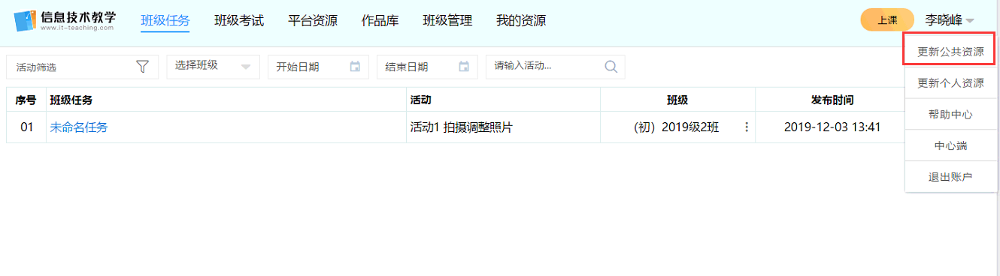 信息技术教学
www.it-teaching.com
班级任务 班级考试 平台资源 作品库 班级管理 我的资源
上课 李晓峰
活动筛选 选择班级 开始日期 结束日期 请输入活动...
更新公共资源
更新个人资源
帮助中心
中心端
退出账户
序号 班级任务 活动 班级 发布时间
01 未命名任务 活动1 拍摄调整照片 （初）2019级2班 2019-12-03 13:41